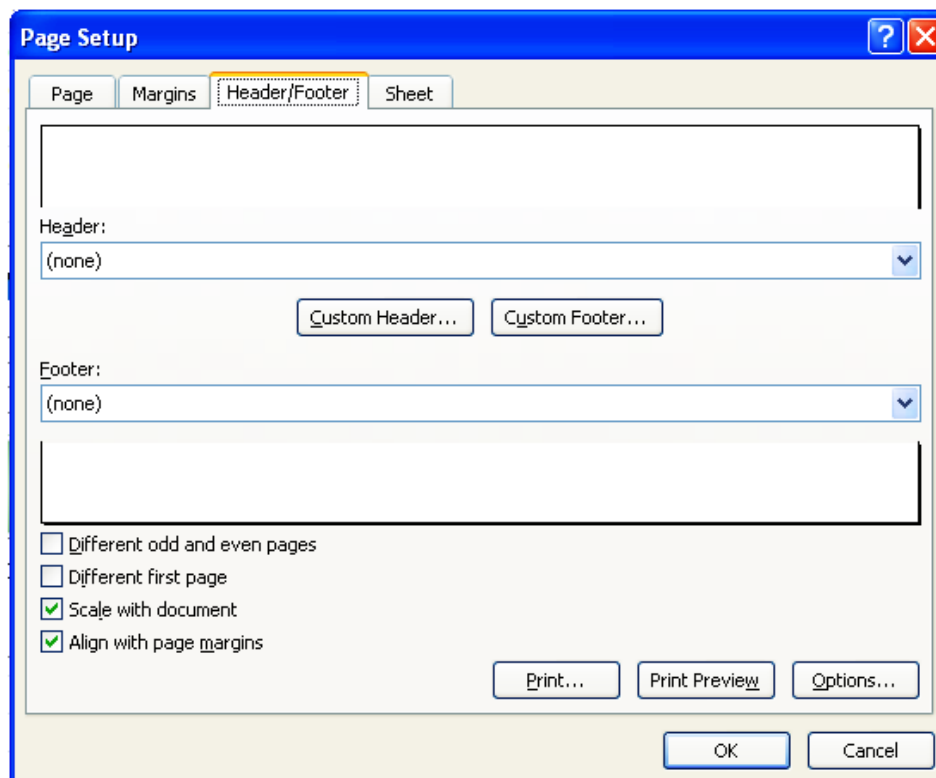 Page Setup
Page Margins Header/Footer Sheet
Header:
(none)
Custom Header... Custom Footer...
Footer:
(none)
Different odd and even pages
Different first page
Scale with document
Align with page margins
Print... Print Preview Options...
OK Cancel